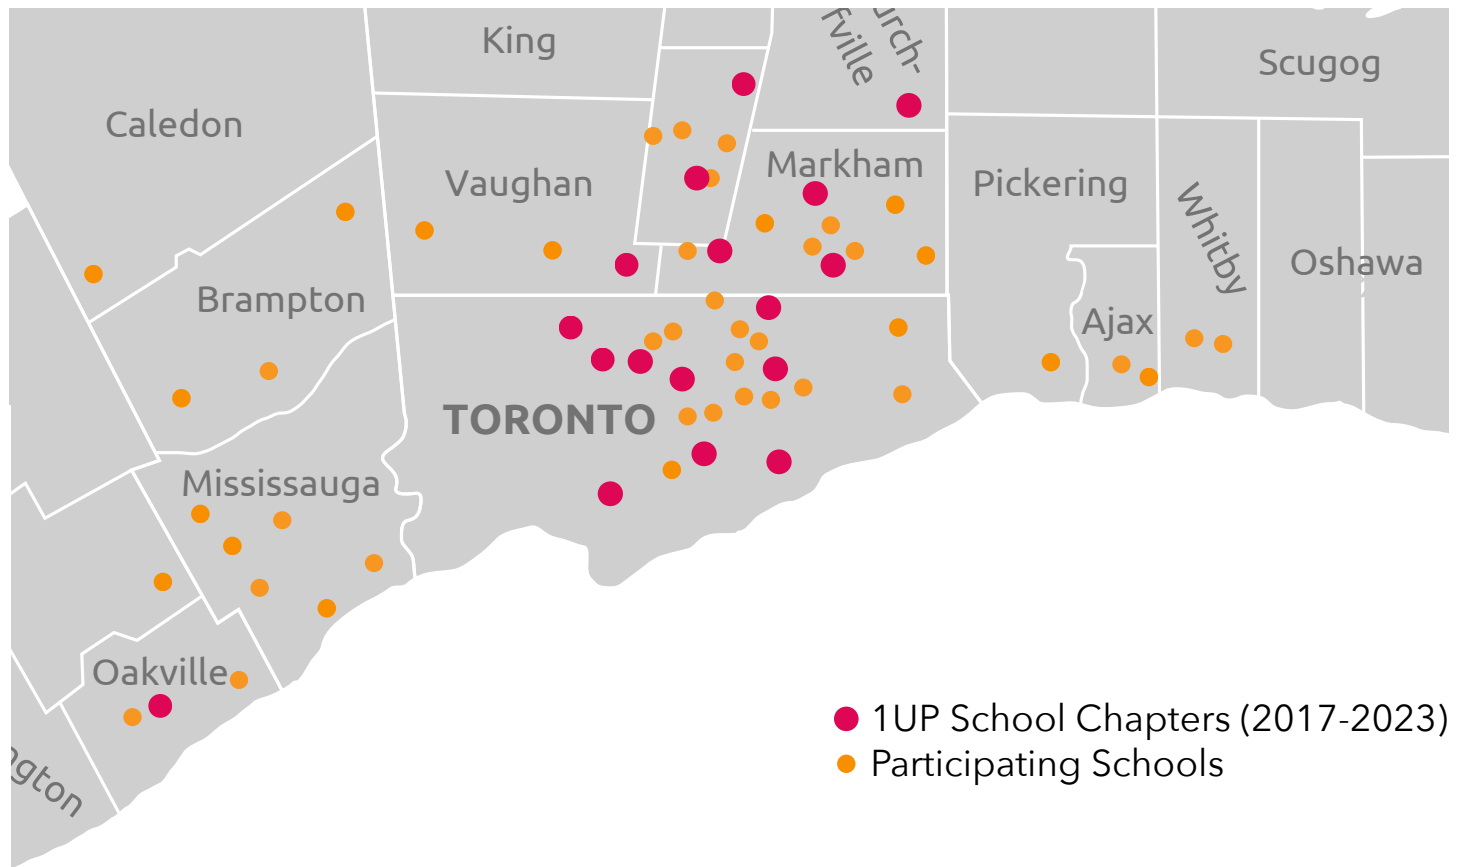 King
Scugog
Caledon
Markham
Vaughan
Pickering
Whitby
Oshawa
Brampton
Ajax
TORONTO
Mississauga
Oakville
1UP School Chapters (2017-2023)
Participating Schools